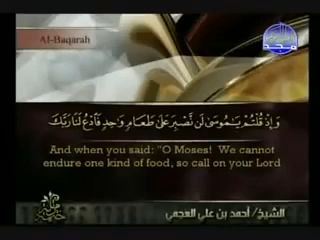 Al-Baqarah
وَإِذْ قُلْتُمْ يَـٰمُوسَىٰ لَن نَّصْبِرَ عَلَىٰ طَعَامٍ وَٰحِدٍ فَٱدْعُ لَنَا رَبَّكَ
And when you said: "O Moses! We cannot
endure one kind of food, so call on your Lord
الشيخ/ أحمد بن علي العجمي